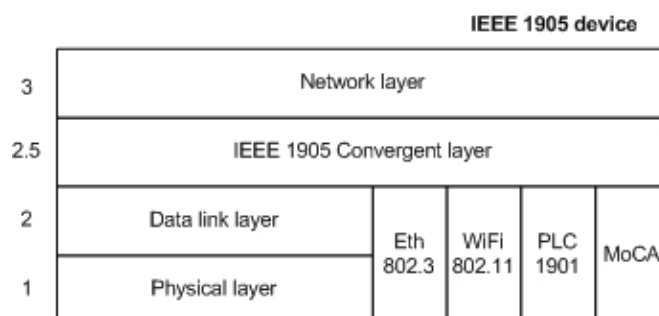 IEEE 1905 device
3
Network layer
2.5
IEEE 1905 Convergent layer
2
Data link layer
Eth
802.3
WiFi
802.11
PLC
1901
MoCA
1
Physical layer